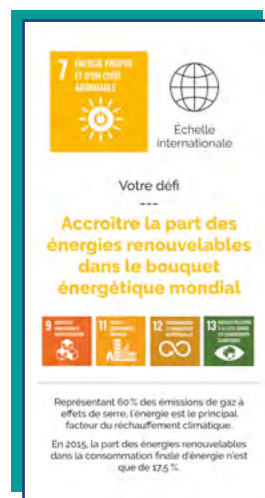 7 ÉNERGIE PROPRE
ET D'UN COÛT
ABORDABLE
Échelle
internationale
Votre défi
---
Accroître la part des
énergies renouvelables
dans le bouquet
énergétique mondial
9
11
12
13
Représentant 60% des émissions de gaz à
effets de serre, l'énergie est le principal
facteur du réchauffement climatique.
En 2015, la part des énergies renouvelables
dans la consommation finale d'énergie n'est
que de 17,5 %.